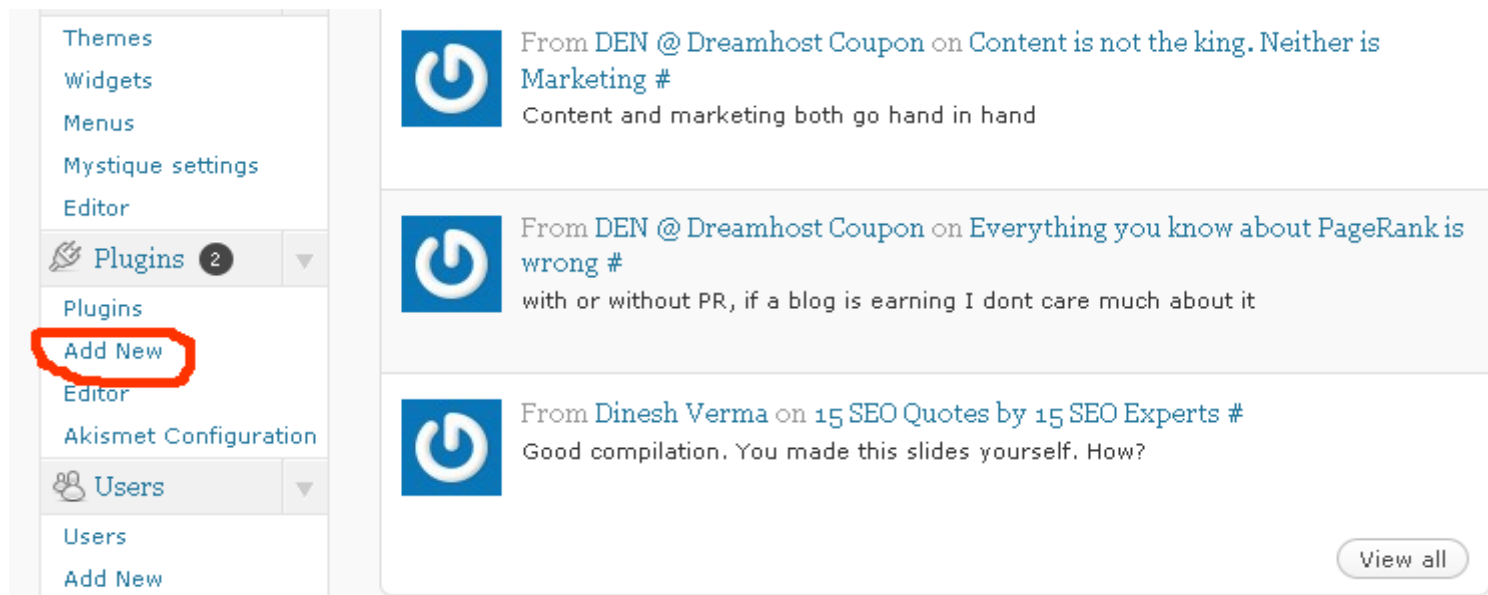 Themes
Widgets
Menus
Mystique settings
Editor
Plugins 2
Plugins
Add New
Editor
Akismet Configuration
Users
Users
Add New
From DEN @ Dreamhost Coupon on Content is not the king. Neither is
Marketing #
Content and marketing both go hand in hand
From DEN @ Dreamhost Coupon on Everything you know about PageRank is
wrong #
with or without PR, if a blog is earning I dont care much about it
From Dinesh Verma on 15 SEO Quotes by 15 SEO Experts #
Good compilation. You made this slides yourself. How?
View all